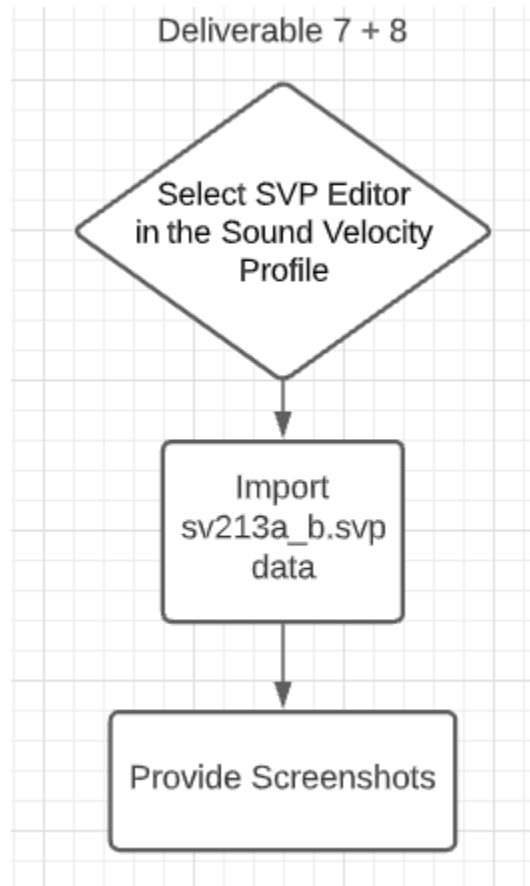 Deliverable 7 + 8
Select SVP Editor
in the Sound Velocity
Profile
Import
sv213a_b.svp
data
Provide Screenshots